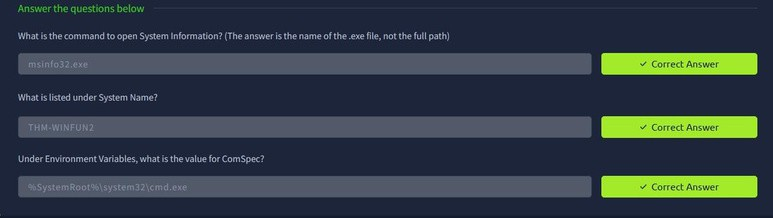 Answer the questions below
What is the command to open System Information? (The answer is the name of the .exe file, not the full path)
msinfo32.exe
✓ Correct Answer
What is listed under System Name?
THM-WINFUN2
✓ Correct Answer
Under Environment Variables, what is the value for ComSpec?
%SystemRoot%\system32\cmd.exe
✓ Correct Answer